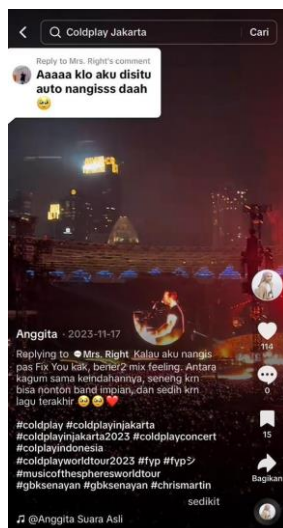 Coldplay Jakarta
Cari
Reply to Mrs. Right's comment
Aaaaa klo aku disitu
auto nangisss daah
🥹
Anggita · 2023-11-17
Replying to Mrs. Right Kalau aku nangis
pas Fix You kak, bener2 mix feeling. Antara
kagum sama keindahannya, seneng krn
bisa nonton band impian, dan sedih krn
lagu terakhir 🥹🥹❤️
#coldplay #coldplayinjakarta
#coldplayinjakarta2023 #coldplayconcert
#colplayindonesia
#coldplayworldtour2023 #fyp #fypシ
#musicofthespheresworldtour
#gbksenayan #gbksenayan #chrismartin
sedikit
@Anggita Suara Asli
114
0
15
Bagikan